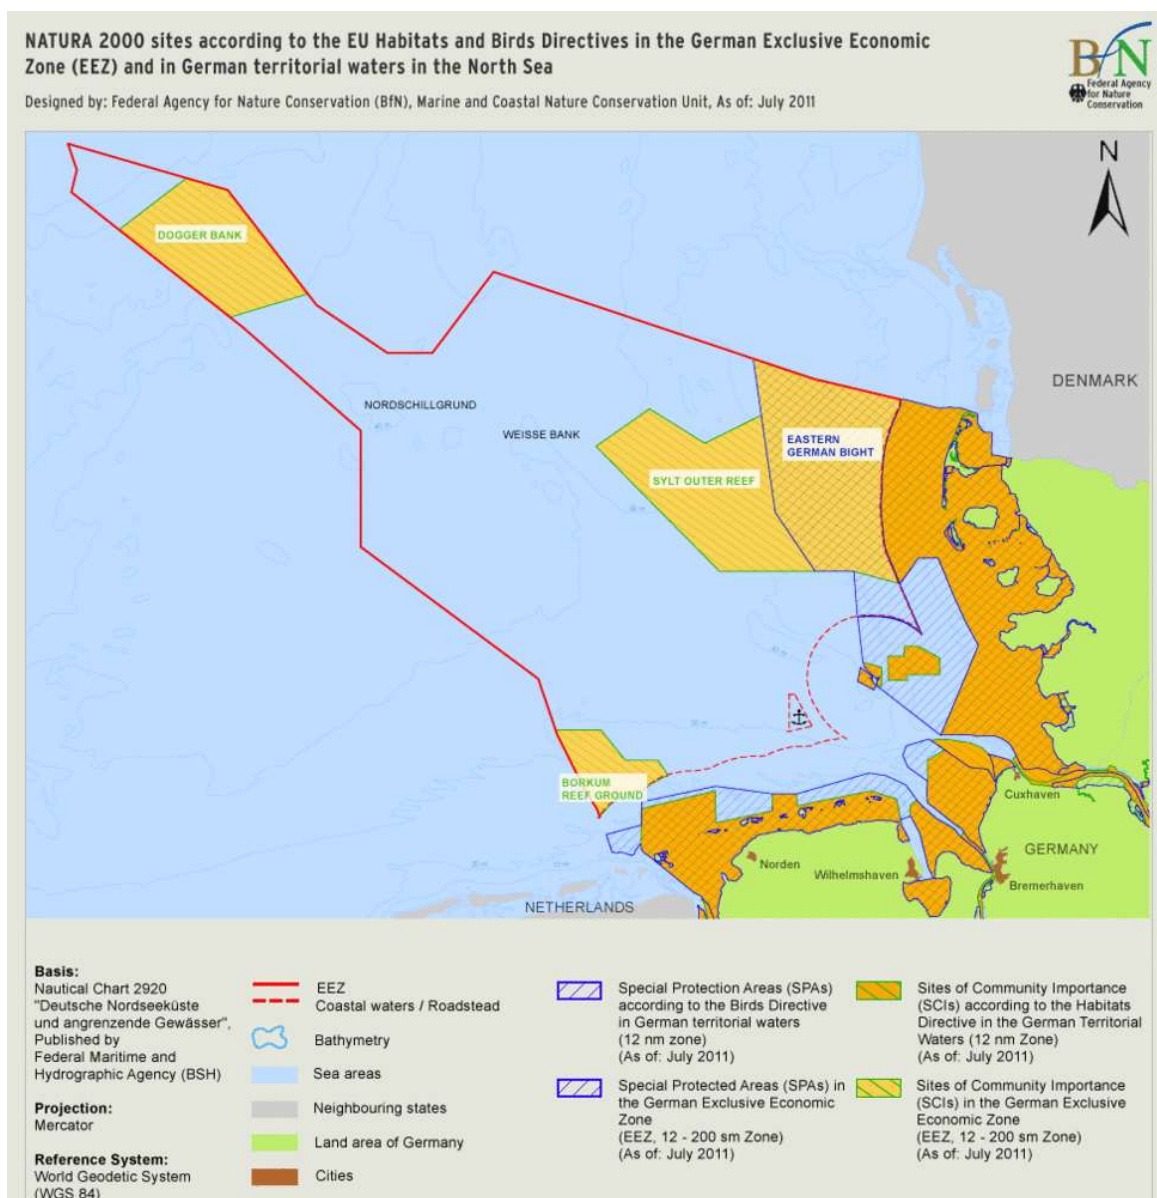 NATURA 2000 sites according to the EU Habitats and Birds Directives in the German Exclusive Economic
Zone (EEZ) and in German territorial waters in the North Sea
Designed by: Federal Agency for Nature Conservation (BfN), Marine and Coastal Nature Conservation Unit, As of: July 2011
BfN
Federal Agency
for Nature
Conservation
N
DOGGER BANK
DENMARK
NORDSCHILLGRUND
WEISSE BANK
EASTERN
GERMAN BIGHT
SYLT OUTER REEF
BORKUM
REEF GROUND
Cuxhaven
GERMANY
Norden
Wilhelmshaven
Bremerhaven
NETHERLANDS
Basis:
Nautical Chart 2920
"Deutsche Nordseeküste
und angrenzende Gewässer",
Published by
Federal Maritime and
Hydrographic Agency (BSH)
Projection:
Mercator
Reference System:
World Geodetic System
(WGS 84)
EEZ
Coastal waters / Roadstead
Bathymetry
Sea areas
Neighbouring states
Land area of Germany
Cities
Special Protection Areas (SPAs)
according to the Birds Directive
in German territorial waters
(12 nm zone)
(As of: July 2011)
Special Protected Areas (SPAs) in
the German Exclusive Economic
Zone
(EEZ, 12 - 200 sm Zone)
(As of: July 2011)
Sites of Community Importance
(SCIs) according to the Habitats
Directive in the German Territorial
Waters (12 nm Zone)
(As of: July 2011)
Sites of Community Importance
(SCIs) in the German Exclusive
Economic Zone
(EEZ, 12 - 200 sm Zone)
(As of: July 2011)